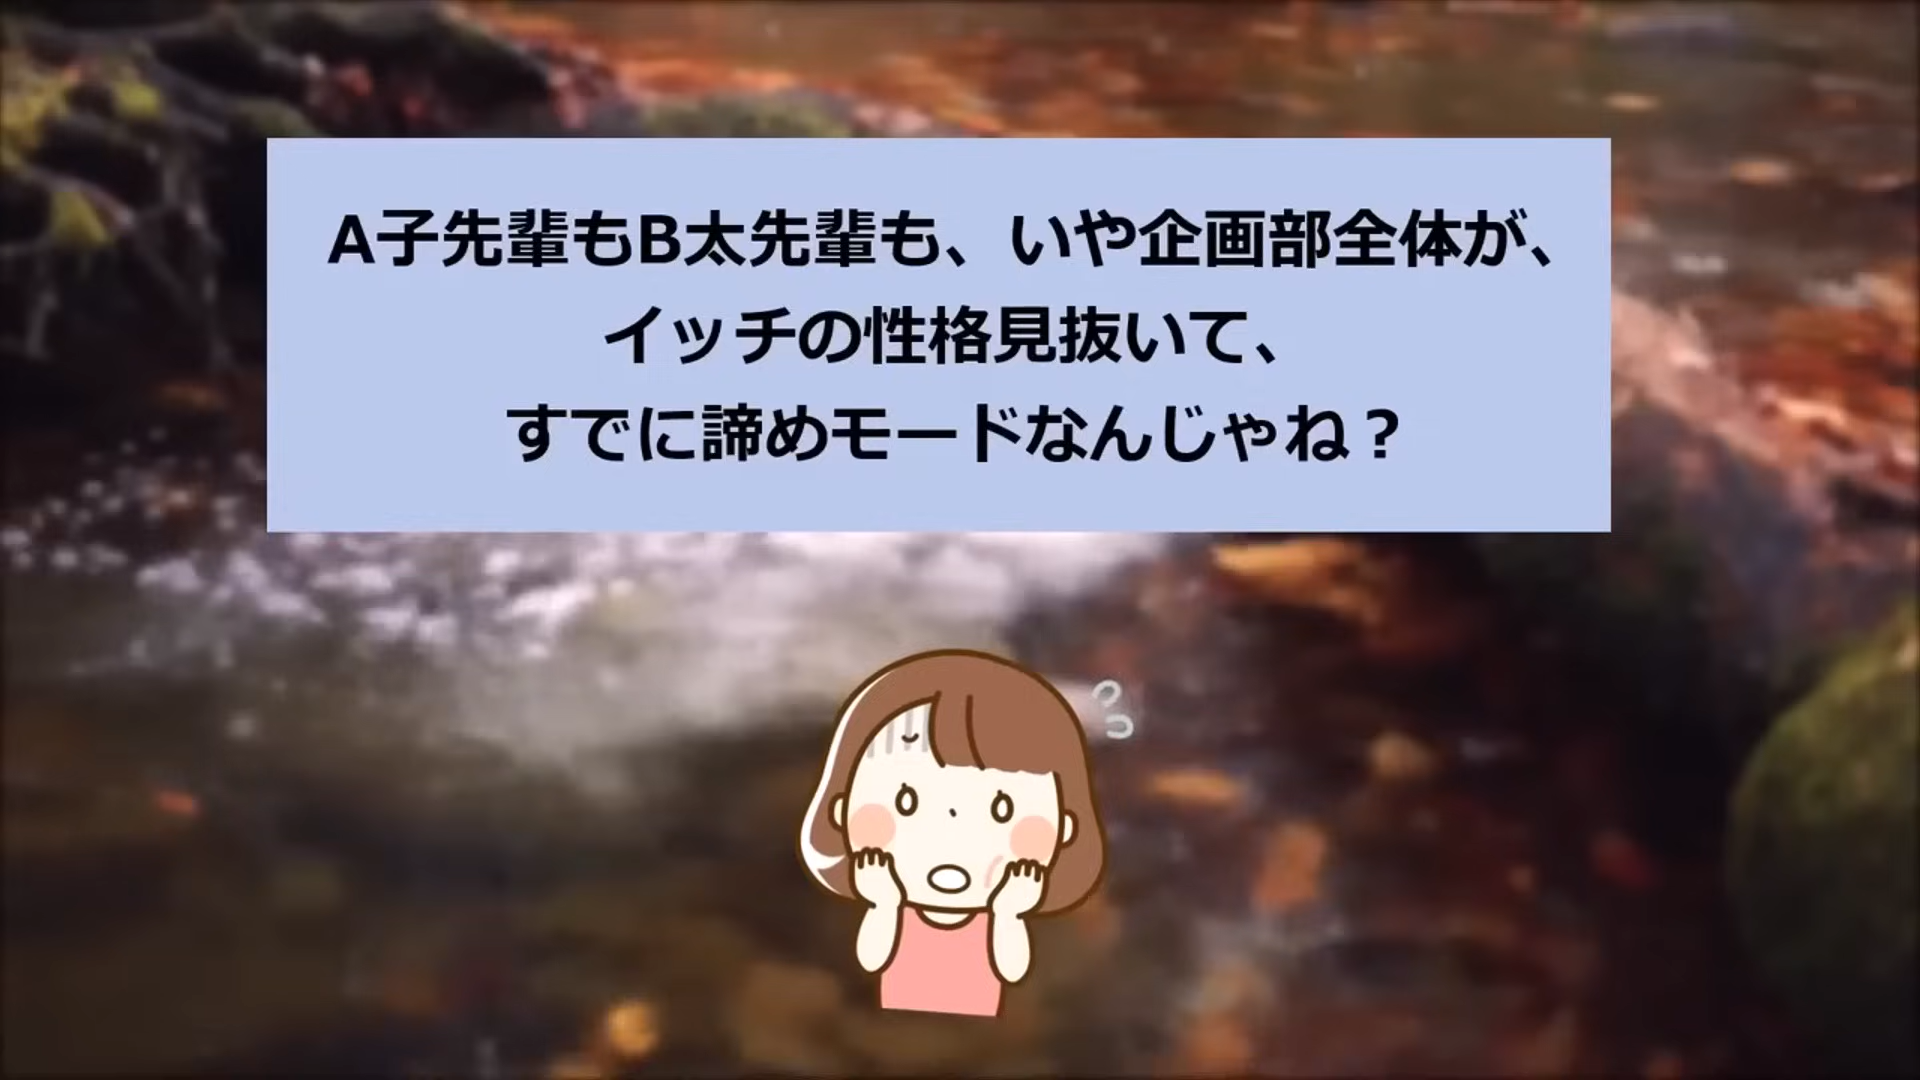 A子先輩もB太先輩も、いや企画部全体が、
イッチの性格見抜いて、
すでに諦めモードなんじゃね？